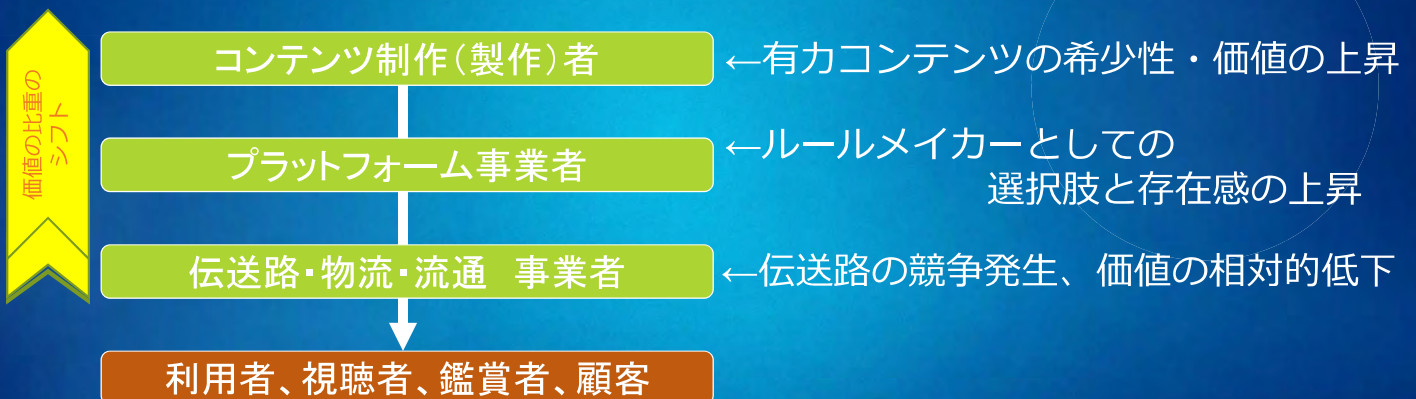 価値の比重の
シフト
コンテンツ制作(製作)者
←有力コンテンツの希少性・価値の上昇
プラットフォーム事業者
←ルールメイカーとしての
選択肢と存在感の上昇
伝送路・物流・流通　事業者
←伝送路の競争発生、価値の相対的低下
利用者、視聴者、鑑賞者、顧客